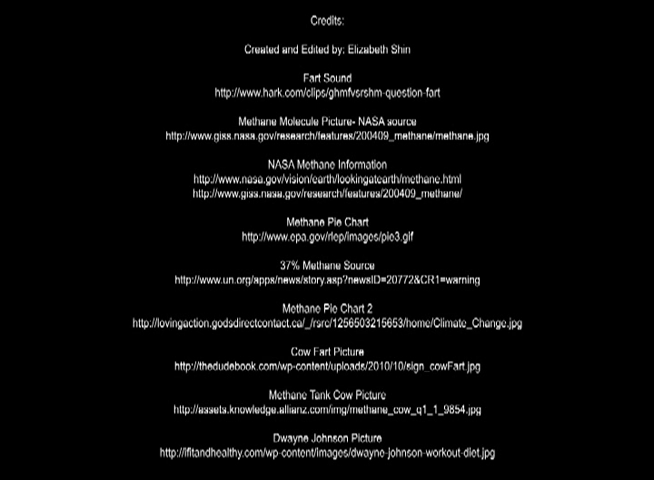 Credits:
Created and Edited by: Elizabeth Shin
Fart Sound
http://www.hark.com/clips/ghmfvsrshm-question-fart
Methane Molecule Picture- NASA source
http://www.giss.nasa.gov/research/features/200409_methane/methane.jpg
NASA Methane Information
http://www.nasa.gov/vision/earth/lookingatearth/methane.html
http://www.giss.nasa.gov/research/features/200409_methane/
Methane Pie Chart
http://www.epa.gov/rlep/images/pie3.gif
37% Methane Source
http://www.un.org/apps/news/story.asp?newsID=20772&CR1=warning
Methane Pie Chart 2
http://lovingaction.godsdirectcontact.ca/_/rsrc/1256503215653/home/Climate_Change.jpg
Cow Fart Picture
http://thedudebook.com/wp-content/uploads/2010/10/sign_cowFart.jpg
Methane Tank Cow Picture
http://assets.knowledge.allianz.com/img/methane_cow_q1_1_9854.jpg
Dwayne Johnson Picture
http://lfitandhealthy.com/wp-content/images/dwayne-johnson-workout-diet.jpg